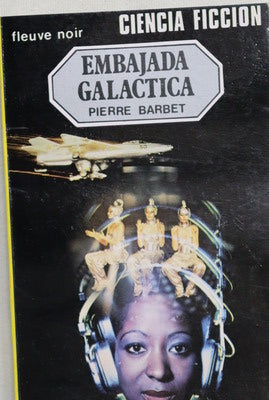 fleuve noir
CIENCIA FICCION
EMBAJADA
GALACTICA
PIERRE BARBET